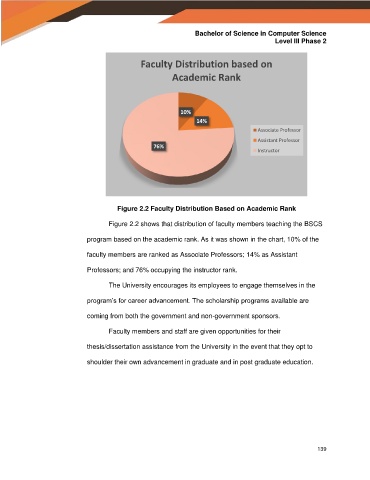 Bachelor of Science in Computer Science
Level III Phase 2
Faculty Distribution based on
Academic Rank
10%
14%
76%
Associate Professor
Assistant Professor
Instructor
Figure 2.2 Faculty Distribution Based on Academic Rank
Figure 2.2 shows that distribution of faculty members teaching the BSCS
program based on the academic rank. As it was shown in the chart, 10% of the
faculty members are ranked as Associate Professors; 14% as Assistant
Professors; and 76% occupying the instructor rank.
The University encourages its employees to engage themselves in the
program's for career advancement. The scholarship programs available are
coming from both the government and non-government sponsors.
Faculty members and staff are given opportunities for their
thesis/dissertation assistance from the University in the event that they opt to
shoulder their own advancement in graduate and in post graduate education.
139